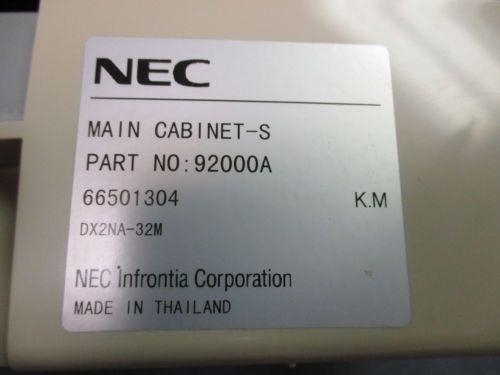 NEC
MAIN CABINET-S
PART NO:92000A
66501304 K.M
DX2NA-32M
NEC Infrontia Corporation
MADE IN THAILAND